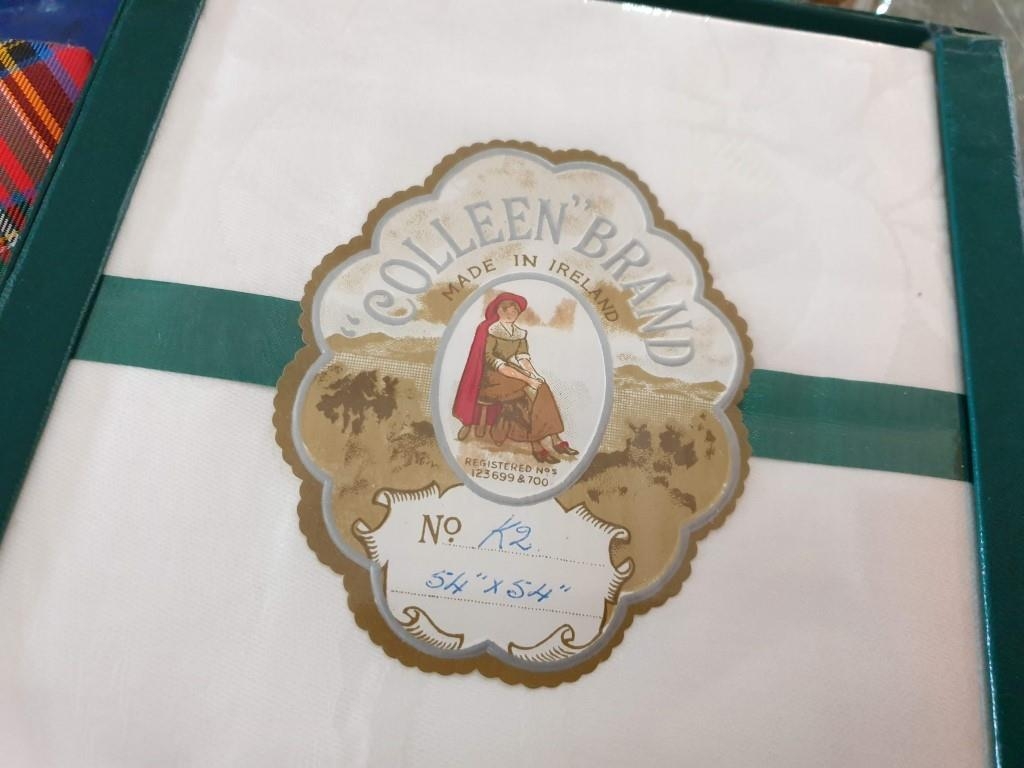 "COLLEEN" BRAND
MADE IN IRELAND
REGISTERED Nos
123699 & 700
No K2
54" x 54"